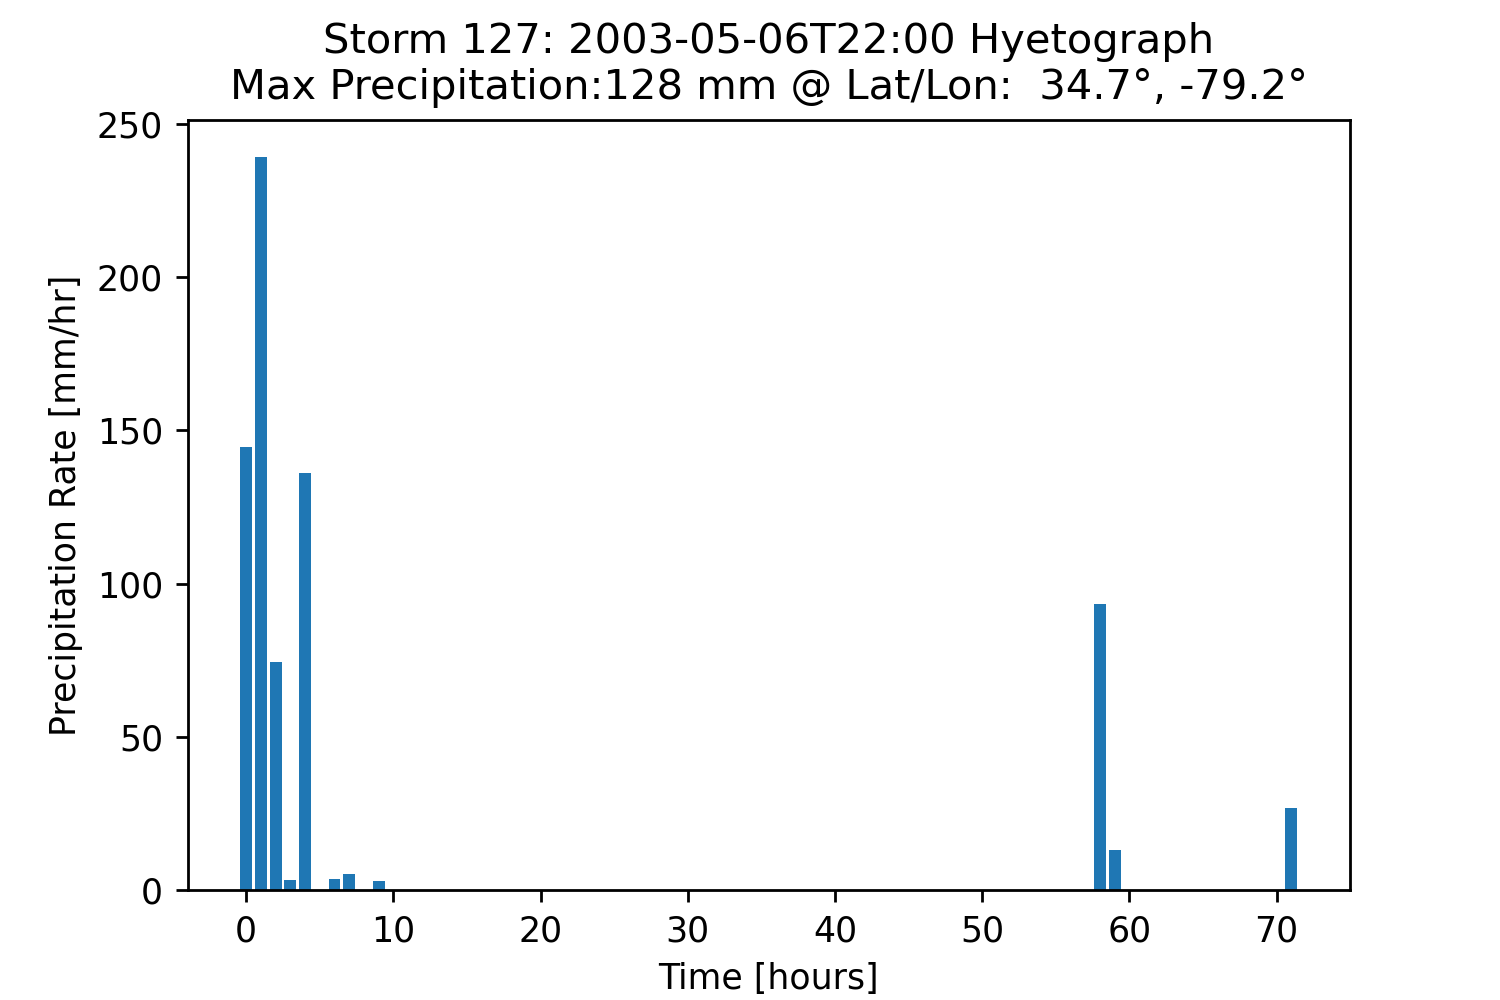 Storm 127: 2003-05-06T22:00 Hyetograph
Max Precipitation:128 mm @ Lat/Lon:  34.7°, -79.2°
250
200
150
100
50
0
Precipitation Rate [mm/hr]
0 10 20 30 40 50 60 70
Time [hours]